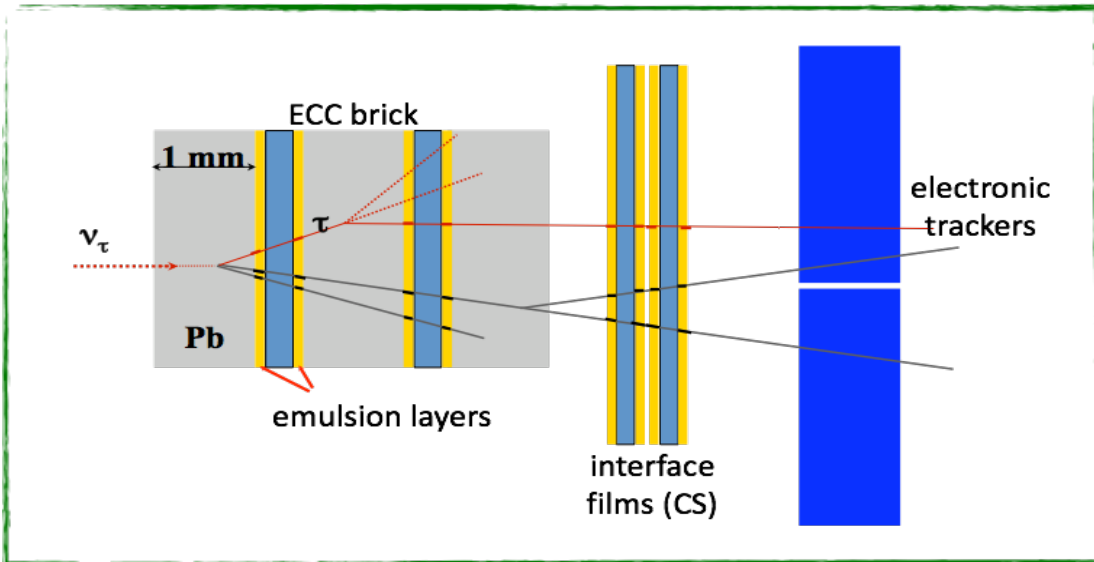 ECC brick
1 mm
electronic
trackers
τ
ντ
Pb
emulsion layers
interface
films (CS)